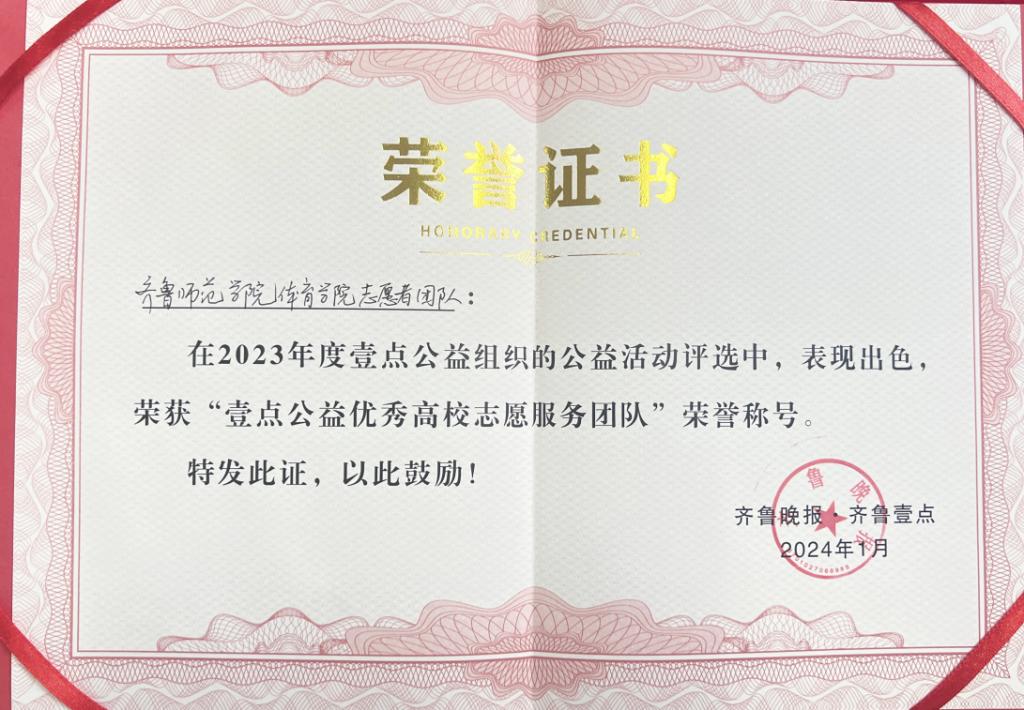 荣誉证书
HONORARY CREDENTIAL
齐鲁师范学院体育学院志愿者团队：
在2023年度壹点公益组织的公益活动评选中，表现出色，
荣获“壹点公益优秀高校志愿服务团队”荣誉称号。
特发此证，以此鼓励！
齐鲁晚报·齐鲁壹点
2024年1月
齐鲁晚报